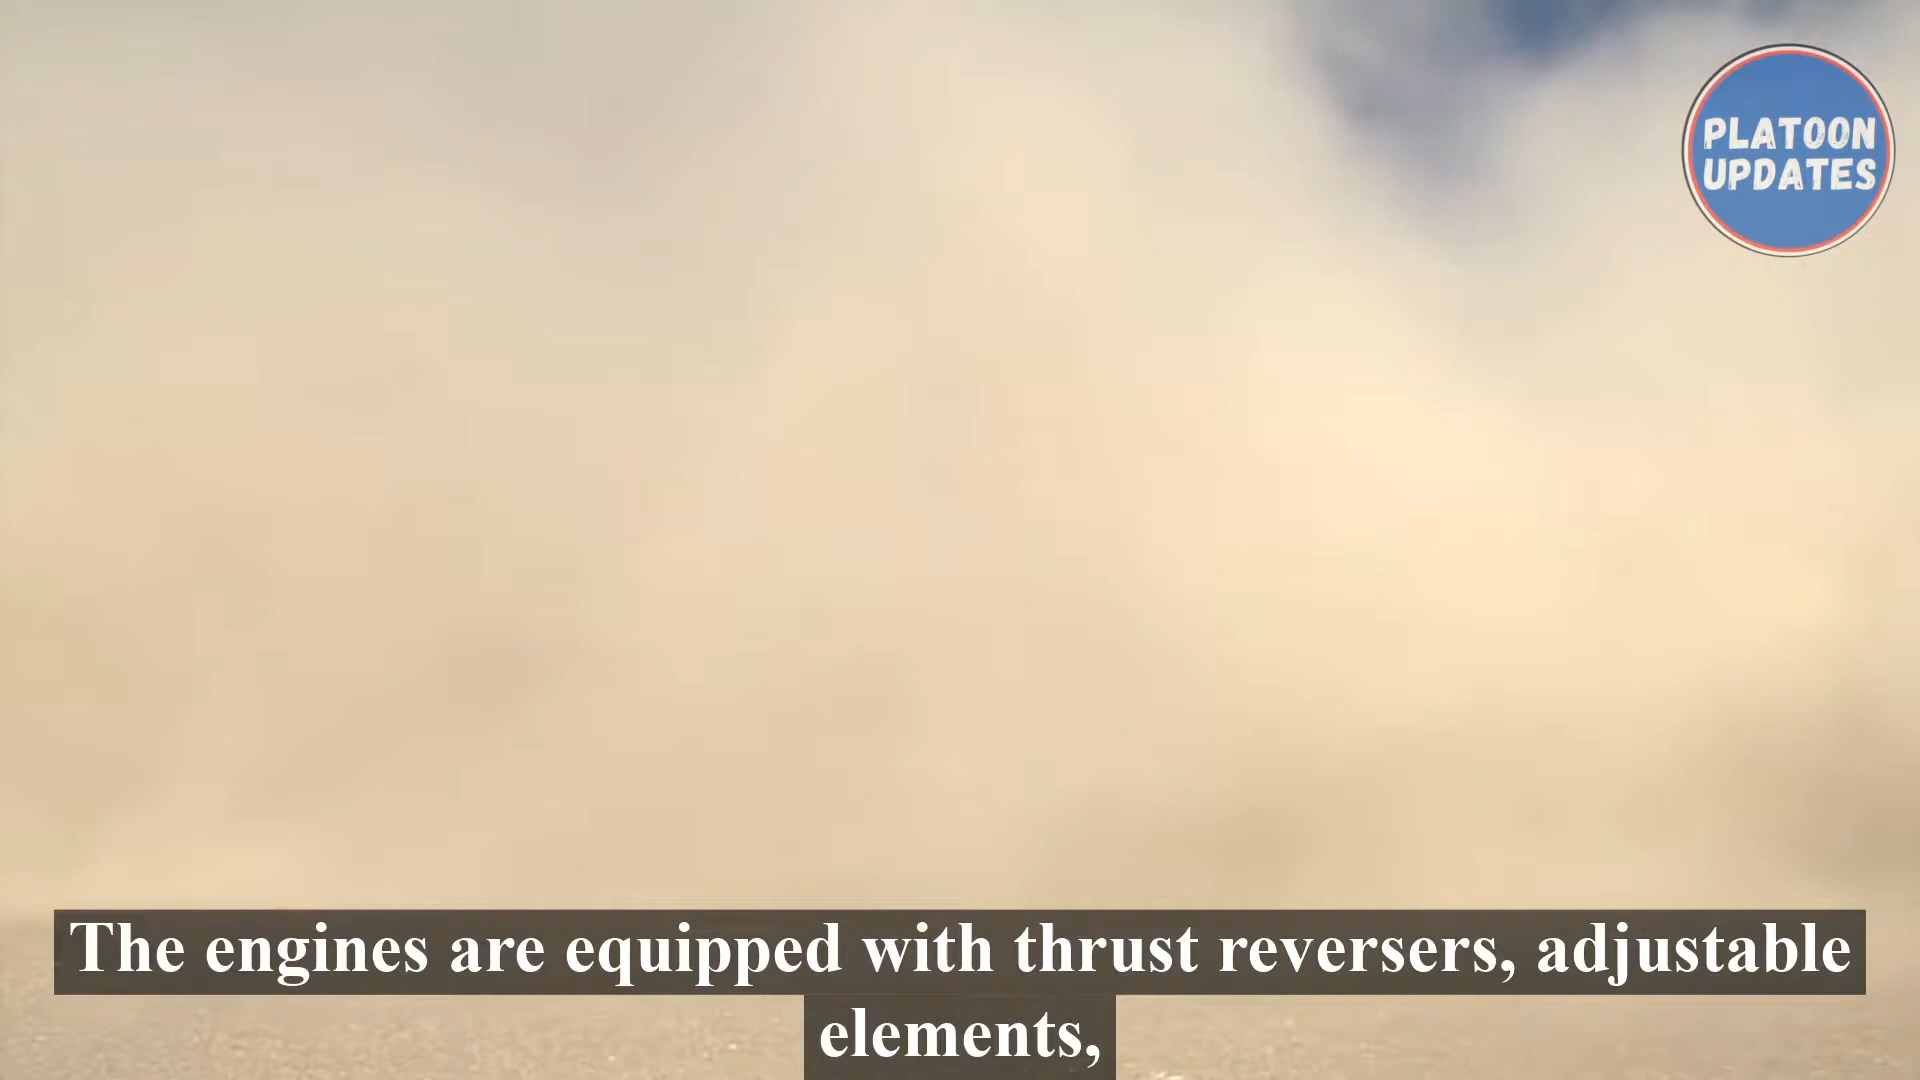 PLATOON
UPDATES
The engines are equipped with thrust reversers, adjustable
elements,